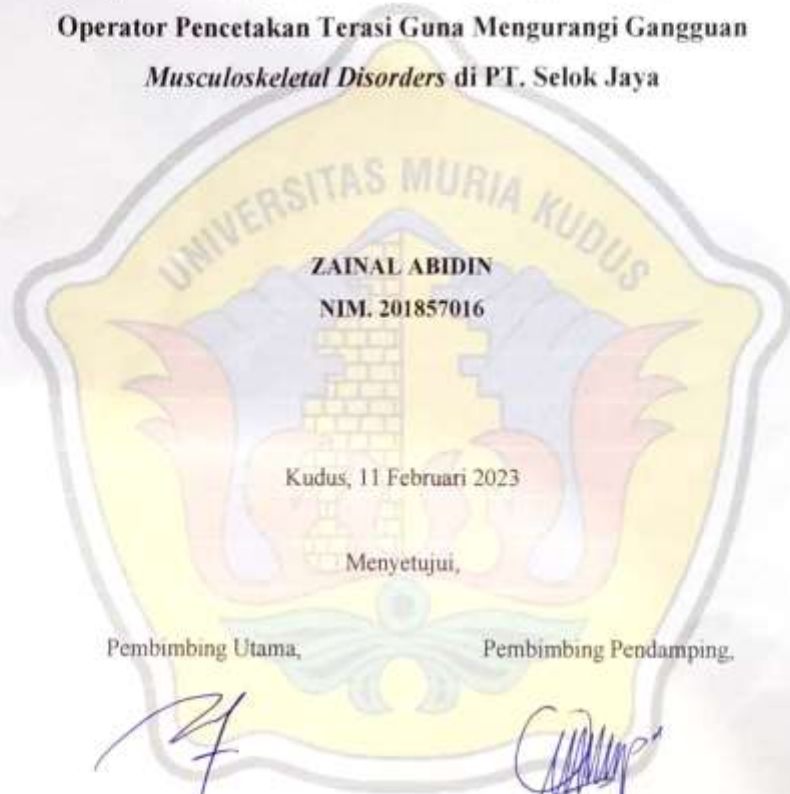 Operator Pencetakan Terasi Guna Mengurangi Gangguan
Musculoskeletal Disorders di PT. Selok Jaya
UNIVERSITAS MURIA KUDUS
ZAINAL ABIDIN
NIM. 201857016
Kudus, 11 Februari 2023
Menyetujui,
Pembimbing Utama, Pembimbing Pendamping,